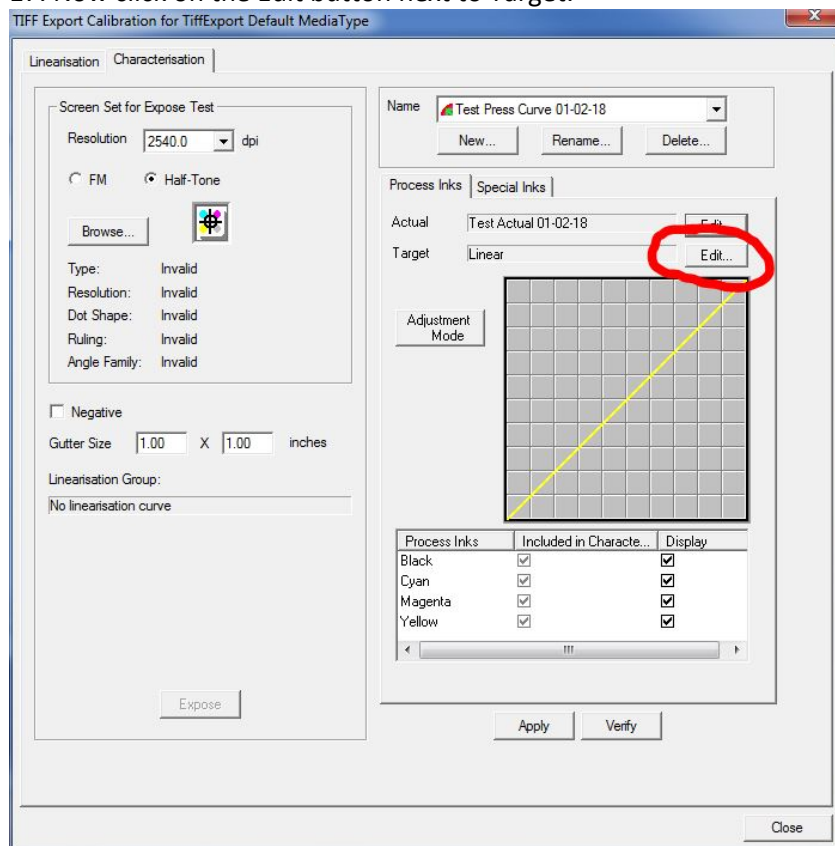 TIFF Export Calibration for TiffExport Default MediaType
Linearisation
Characterisation
Screen Set for Expose Test
Resolution 2540.0 dpi
FM
Half-Tone
Browse...
Type: Invalid
Resolution: Invalid
Dot Shape: Invalid
Ruling: Invalid
Angle Family: Invalid
Negative
Gutter Size 1.00 X 1.00 inches
Linearisation Group:
No linearisation curve
Expose
Name Test Press Curve 01-02-18
New... Rename... Delete...
Process Inks Special Inks
Actual Test Actual 01-02-18 Edit...
Target Linear Edit...
Adjustment
Mode
Process Inks Included in Characte... Display
Black
Cyan
Magenta
Yellow
Apply Verify
Close